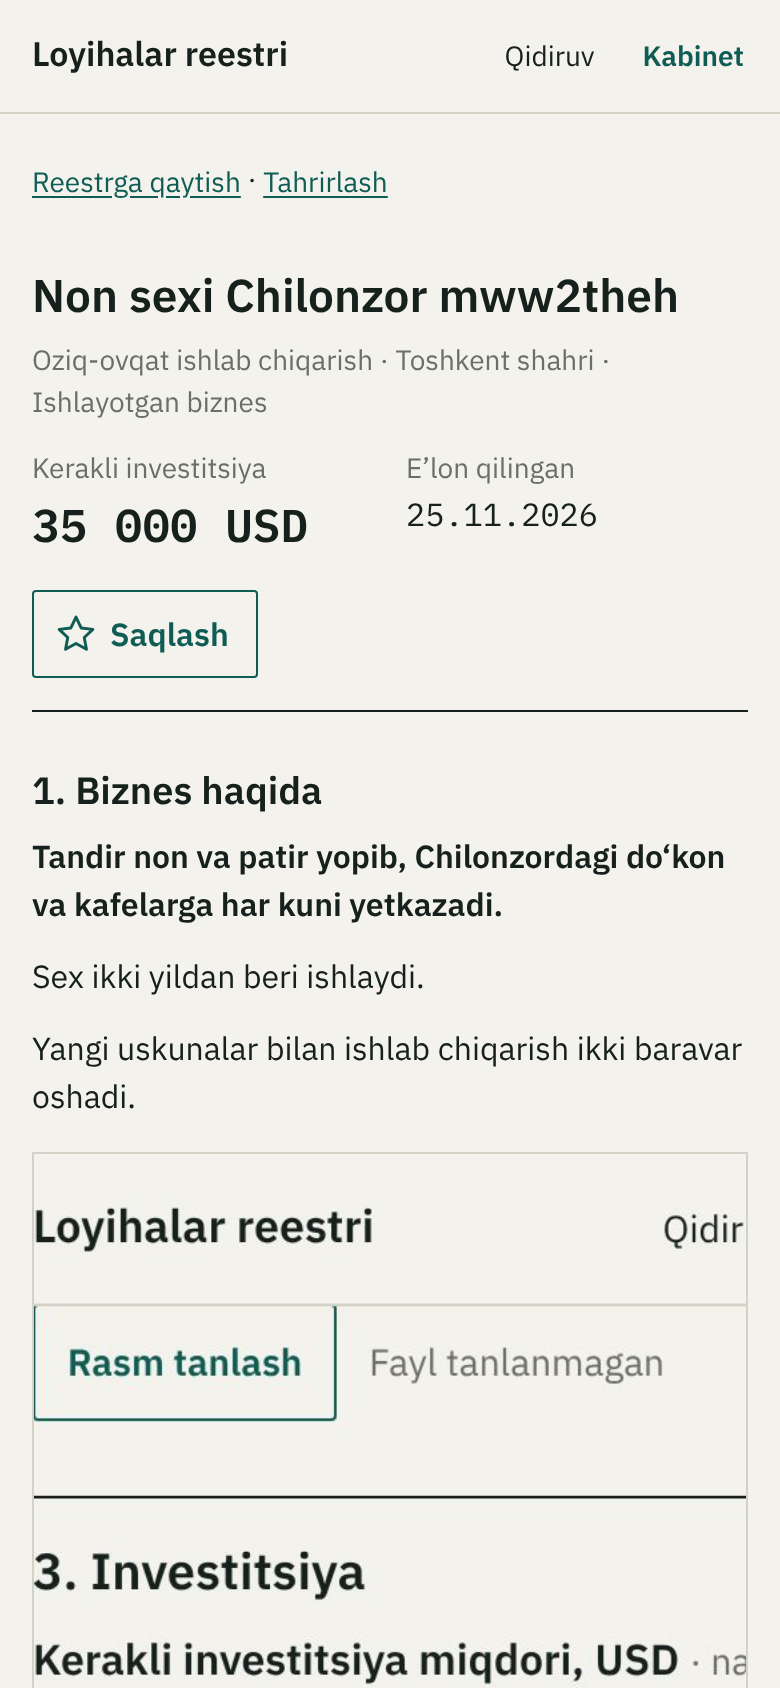 Loyihalar reestri
Qidiruv
Kabinet
Reestrga qaytish · Tahrirlash
Non sexi Chilonzor mww2theh
Oziq-ovqat ishlab chiqarish · Toshkent shahri ·
Ishlayotgan biznes
Kerakli investitsiya
35 000 USD
E’lon qilingan
25.11.2026
Saqlash
1. Biznes haqida
Tandir non va patir yopib, Chilonzordagi do‘kon
va kafelarga har kuni yetkazadi.
Sex ikki yildan beri ishlaydi.
Yangi uskunalar bilan ishlab chiqarish ikki baravar
oshadi.
Loyihalar reestri
Qidir
Rasm tanlash
Fayl tanlanmagan
3. Investitsiya
Kerakli investitsiya miqdori, USD · na